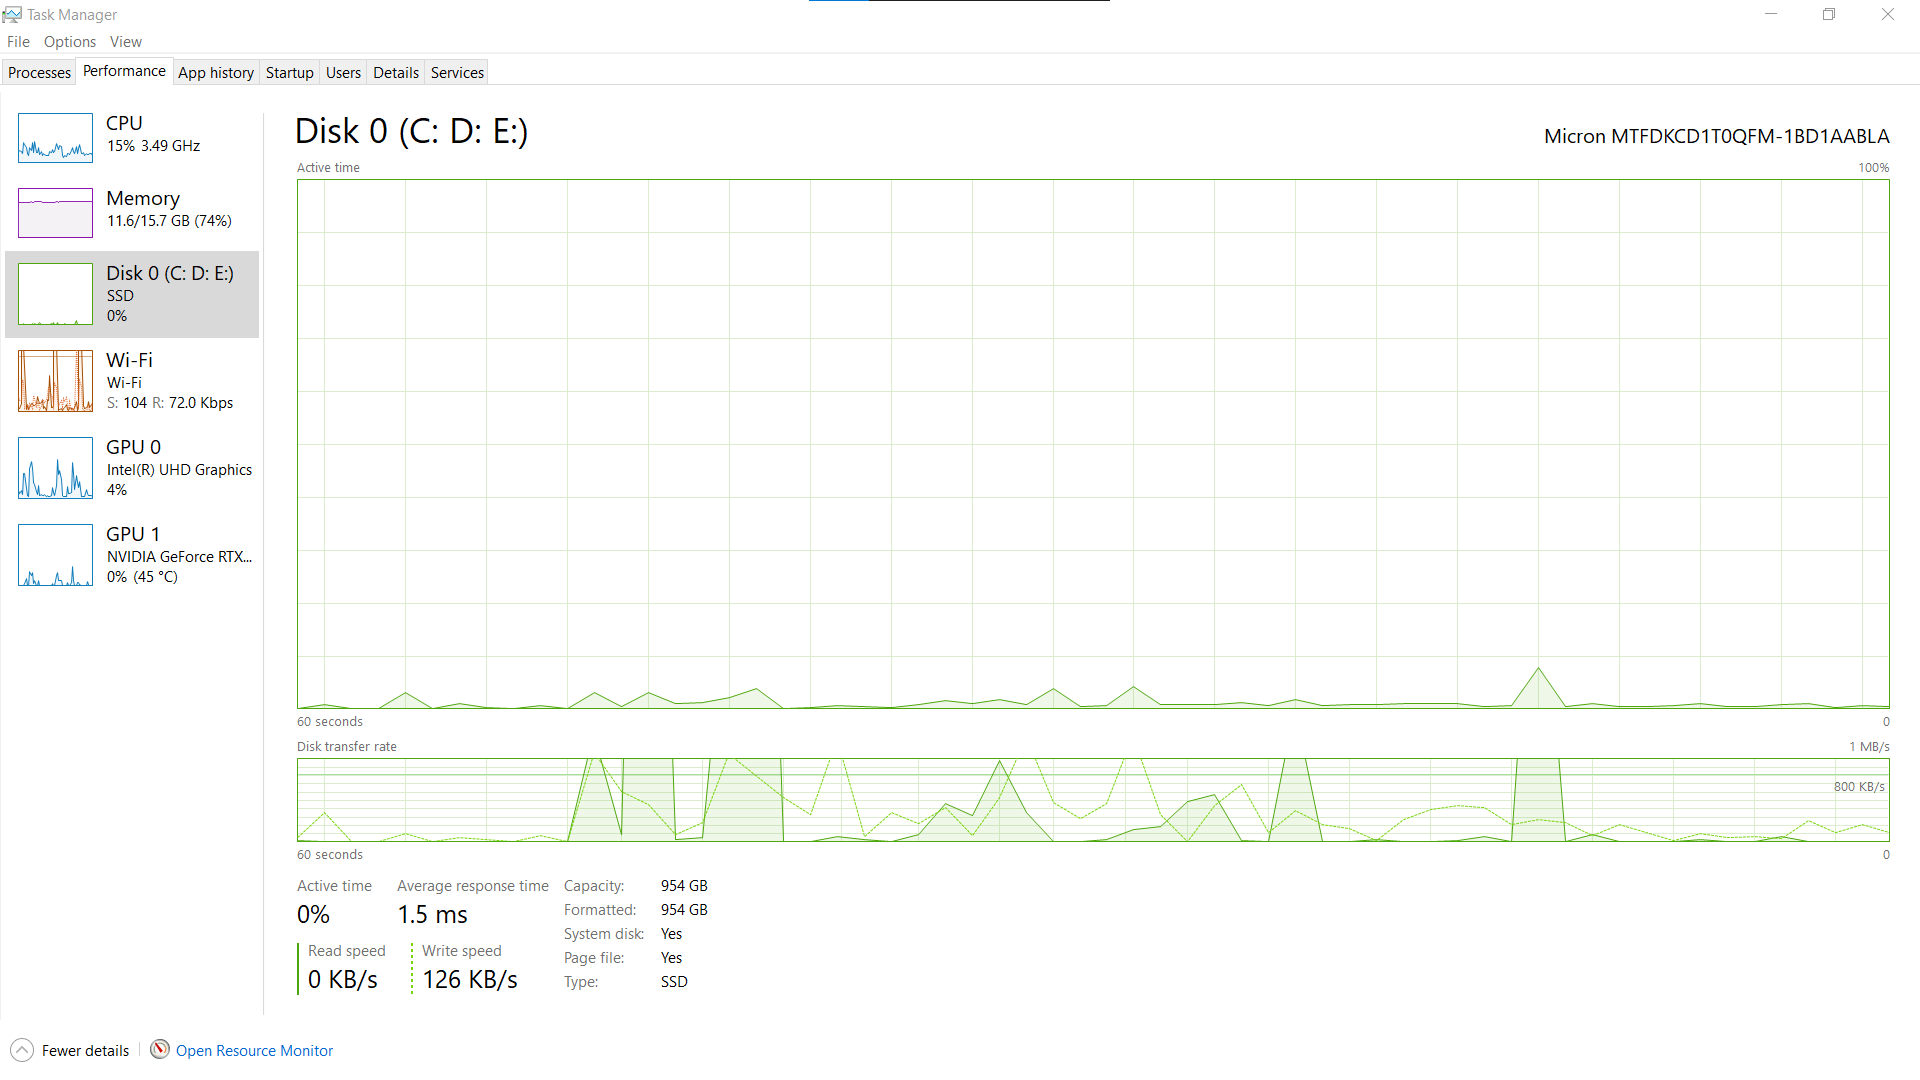 Task Manager
File Options View
Processes Performance App history Startup Users Details Services
CPU
15% 3.49 GHz
Memory
11.6/15.7 GB (74%)
Disk 0 (C: D: E:)
SSD
0%
Wi-Fi
Wi-Fi
S: 104 R: 72.0 Kbps
GPU 0
Intel(R) UHD Graphics
4%
GPU 1
NVIDIA GeForce RTX...
0% (45 °C)
Disk 0 (C: D: E:)
Micron MTFDKCD1T0QFM-1BD1AABLA
Active time 100%
60 seconds 0
Disk transfer rate 1 MB/s
800 KB/s
60 seconds 0
Active time
0%
Average response time
1.5 ms
Read speed
0 KB/s
Write speed
126 KB/s
Capacity: 954 GB
Formatted: 954 GB
System disk: Yes
Page file: Yes
Type: SSD
Fewer details Open Resource Monitor